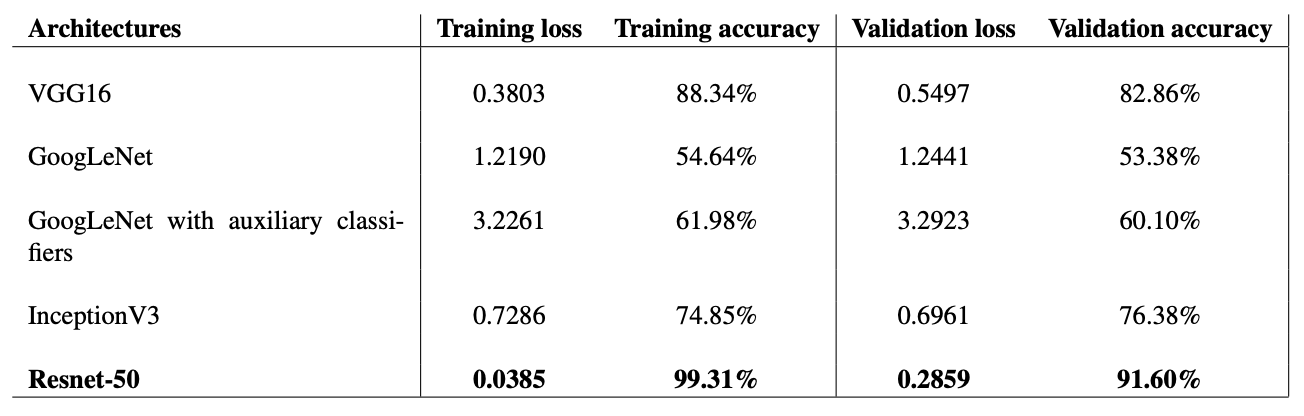 Architectures Training loss Training accuracy Validation loss Validation accuracy
VGG16 0.3803 88.34% 0.5497 82.86%
GoogLeNet 1.2190 54.64% 1.2441 53.38%
GoogLeNet with auxiliary classi- 3.2261 61.98% 3.2923 60.10%
fiers
InceptionV3 0.7286 74.85% 0.6961 76.38%
Resnet-50 0.0385 99.31% 0.2859 91.60%